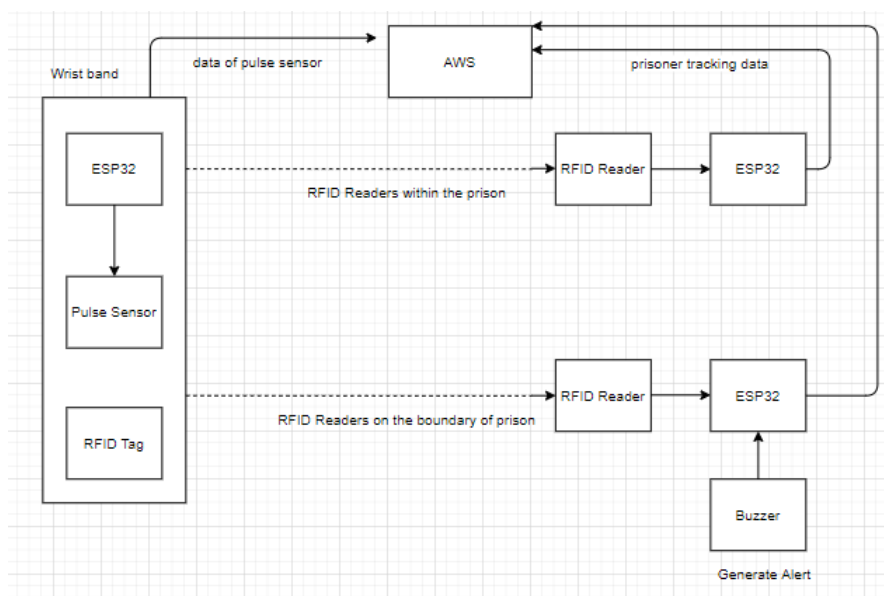 data of pulse sensor
AWS
prisoner tracking data
Wrist band
ESP32
RFID Reader
ESP32
RFID Readers within the prison
Pulse Sensor
RFID Reader
ESP32
RFID Readers on the boundary of prison
RFID Tag
Buzzer
Generate Alert